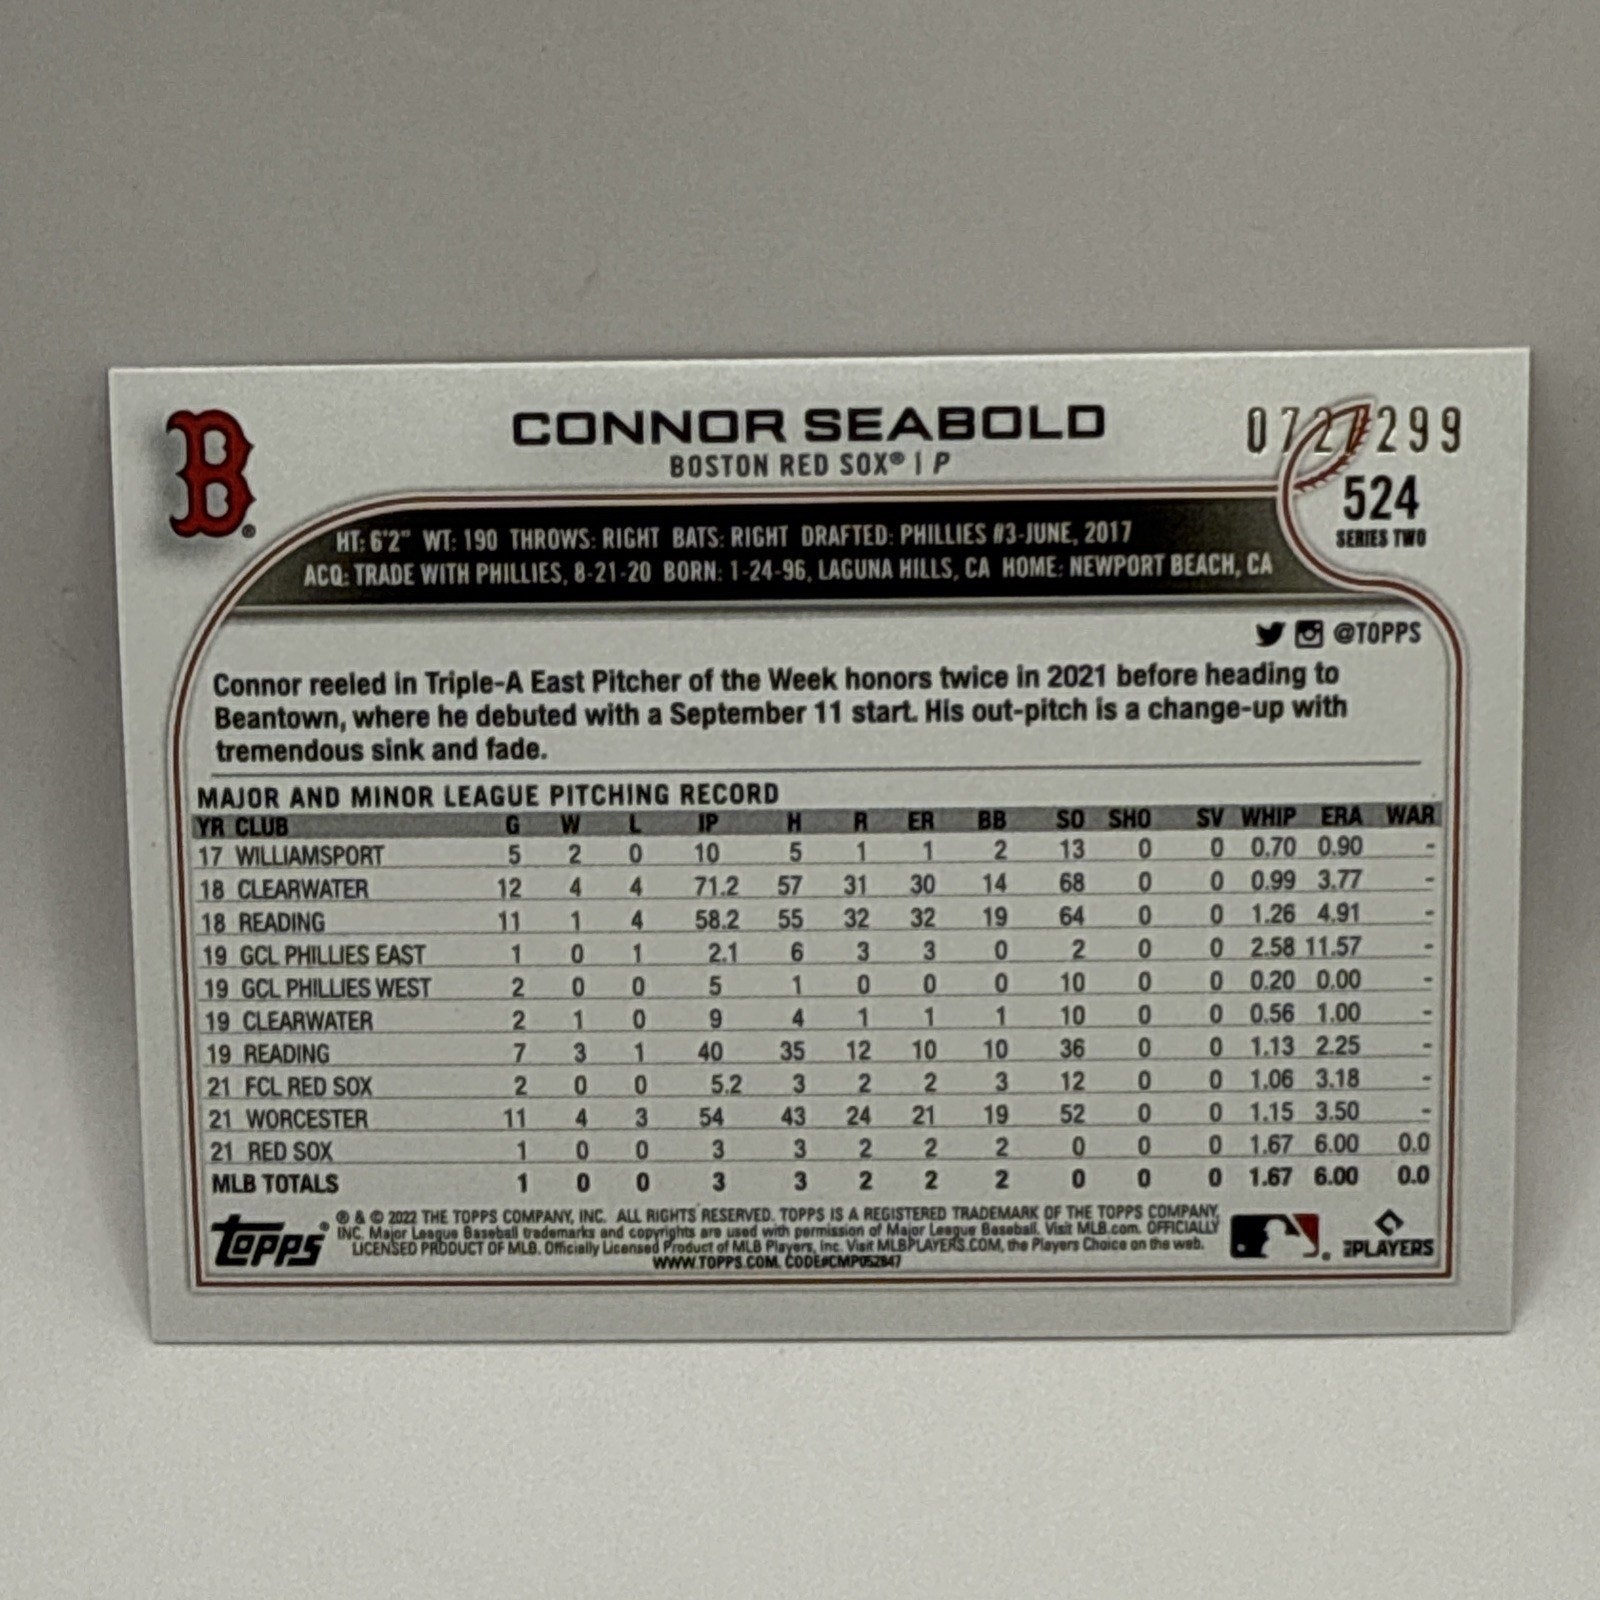 B®
CONNOR SEABOLD
BOSTON RED SOX® | P
072/299
524
SERIES TWO
HT: 6'2" WT: 190 THROWS: RIGHT BATS: RIGHT DRAFTED: PHILLIES #3-JUNE, 2017
ACQ: TRADE WITH PHILLIES, 8-21-20 BORN: 1-24-96, LAGUNA HILLS, CA HOME: NEWPORT BEACH, CA
@TOPPS
Connor reeled in Triple-A East Pitcher of the Week honors twice in 2021 before heading to
Beantown, where he debuted with a September 11 start. His out-pitch is a change-up with
tremendous sink and fade.
MAJOR AND MINOR LEAGUE PITCHING RECORD
YR CLUB G W L IP H R ER BB SO SHO SV WHIP ERA WAR
17 WILLIAMSPORT 5 2 0 10 5 1 1 2 13 0 0 0.70 0.90 -
18 CLEARWATER 12 4 4 71.2 57 31 30 14 68 0 0 0.99 3.77 -
18 READING 11 1 4 58.2 55 32 32 19 64 0 0 1.26 4.91 -
19 GCL PHILLIES EAST 1 0 1 2.1 6 3 3 0 2 0 0 2.58 11.57 -
19 GCL PHILLIES WEST 2 0 0 5 1 0 0 0 10 0 0 0.20 0.00 -
19 CLEARWATER 2 1 0 9 4 1 1 1 10 0 0 0.56 1.00 -
19 READING 7 3 1 40 35 12 10 10 36 0 0 1.13 2.25 -
21 FCL RED SOX 2 0 0 5.2 3 2 2 3 12 0 0 1.06 3.18 -
21 WORCESTER 11 4 3 54 43 24 21 19 52 0 0 1.15 3.50 -
21 RED SOX 1 0 0 3 3 2 2 2 0 0 0 1.67 6.00 0.0
MLB TOTALS 1 0 0 3 3 2 2 2 0 0 0 1.67 6.00 0.0
topps®
® & © 2022 THE TOPPS COMPANY, INC. ALL RIGHTS RESERVED. TOPPS IS A REGISTERED TRADEMARK OF THE TOPPS COMPANY,
INC. Major League Baseball trademarks and copyrights are used with permission of Major League Baseball. Visit MLB.com. OFFICIALLY
LICENSED PRODUCT OF MLB. Officially Licensed Product of MLB Players, Inc. Visit MLBPLAYERS.COM, the Players Choice on the web.
WWW.TOPPS.COM. CODE#CMP052847
MLBPLAYERS